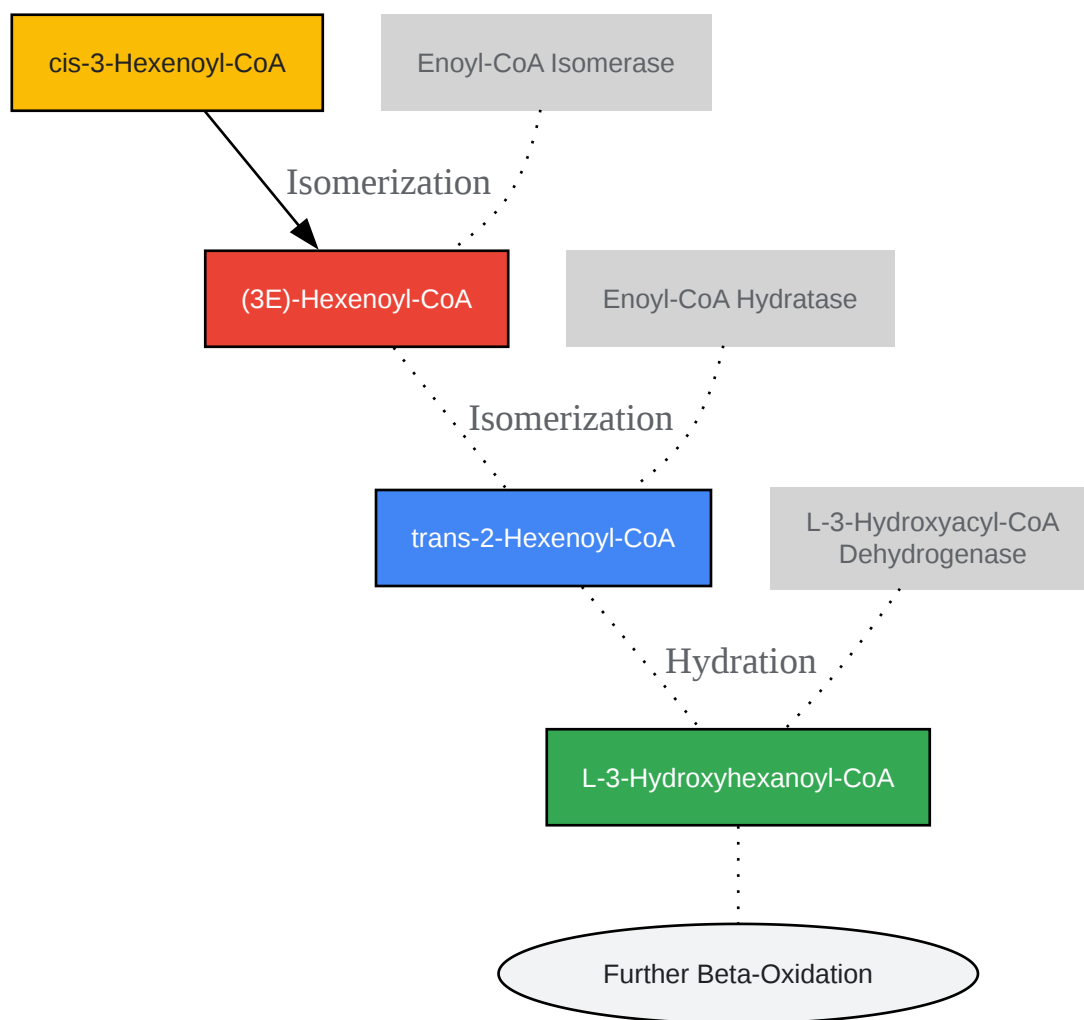 cis-3-Hexenoyl-CoA
Enoyl-CoA Isomerase
Isomerization
(3E)-Hexenoyl-CoA
Enoyl-CoA Hydratase
Isomerization
trans-2-Hexenoyl-CoA
L-3-Hydroxyacyl-CoA
Dehydrogenase
Hydration
L-3-Hydroxyhexanoyl-CoA
Further Beta-Oxidation